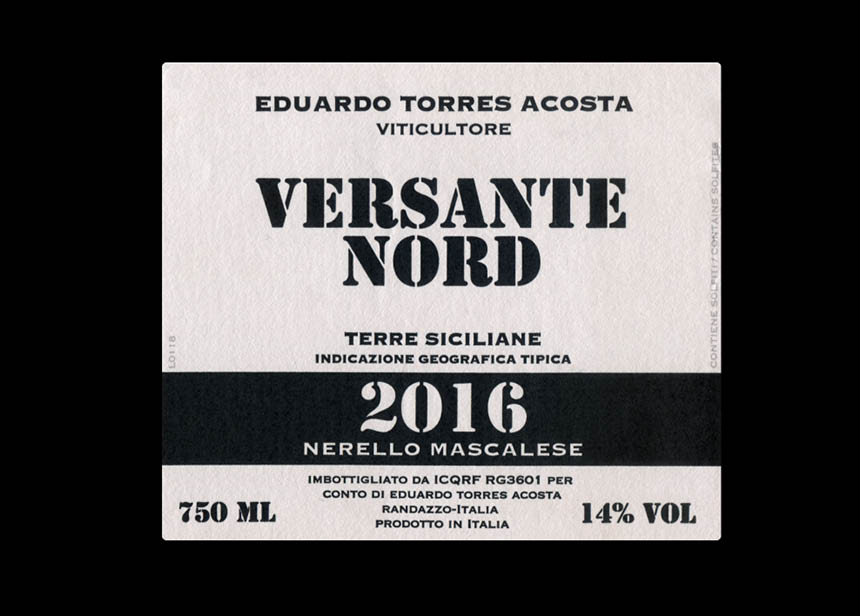 EDUARDO TORRES ACOSTA
VITICULTORE
VERSANTE
NORD
TERRE SICILIANE
INDICAZIONE GEOGRAFICA TIPICA
2016
NERELLO MASCALESE
IMBOTTIGLIATO DA ICQRF RG3601 PER
CONTO DI EDUARDO TORRES ACOSTA
RANDAZZO-ITALIA
PRODOTTO IN ITALIA
750 ML
14% VOL
L0118
CONTIENE SOLFITI / CONTAINS SOLFITES